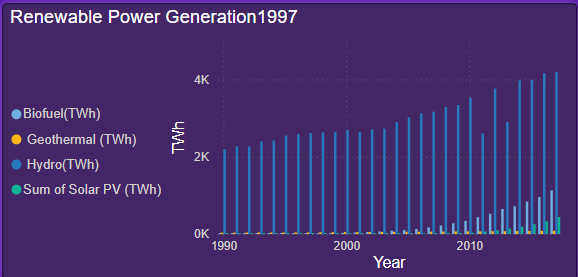 Renewable Power Generation1997
Biofuel(TWh)
Geothermal (TWh)
Hydro(TWh)
Sum of Solar PV (TWh)
TWh
4K
2K
0K
1990
2000
2010
Year